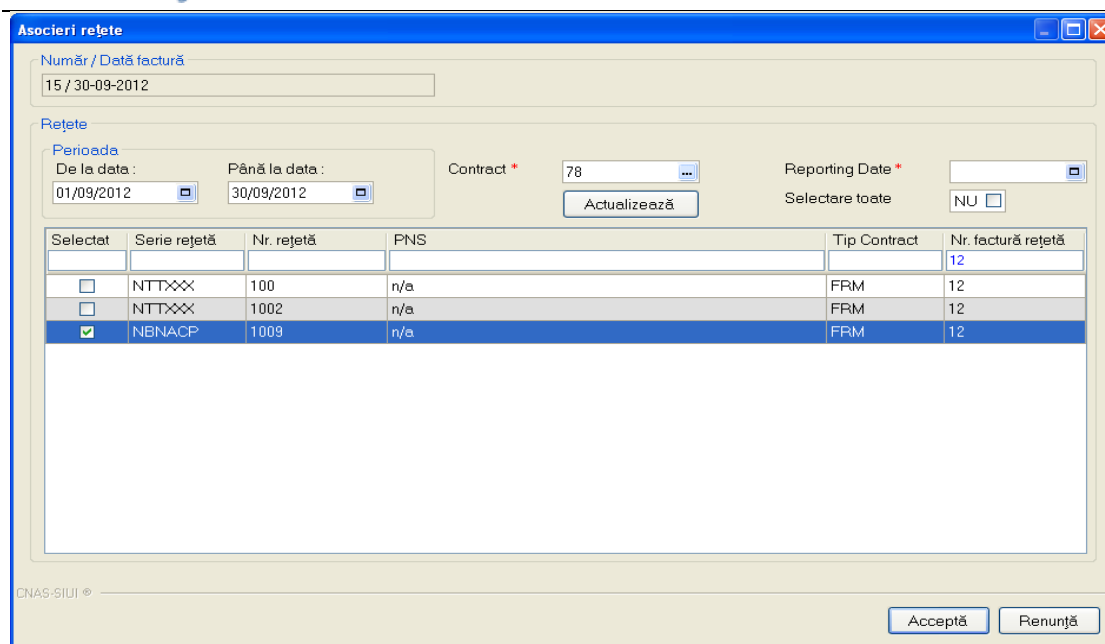 Asocieri rețete
Număr / Dată factură
15 / 30-09-2012
Rețete
Perioada
De la data : Până la data : Contract * 78 ... Reporting Date *
01/09/2012 30/09/2012 Actualizează Selectare toate NU
Selectat Serie rețetă Nr. rețetă PNS Tip Contract Nr. factură rețetă
12
NTTXXX 100 n/a FRM 12
NTTXXX 1002 n/a FRM 12
NBNACP 1009 n/a FRM 12
CNAS-SIUI ®
Acceptă Renunță